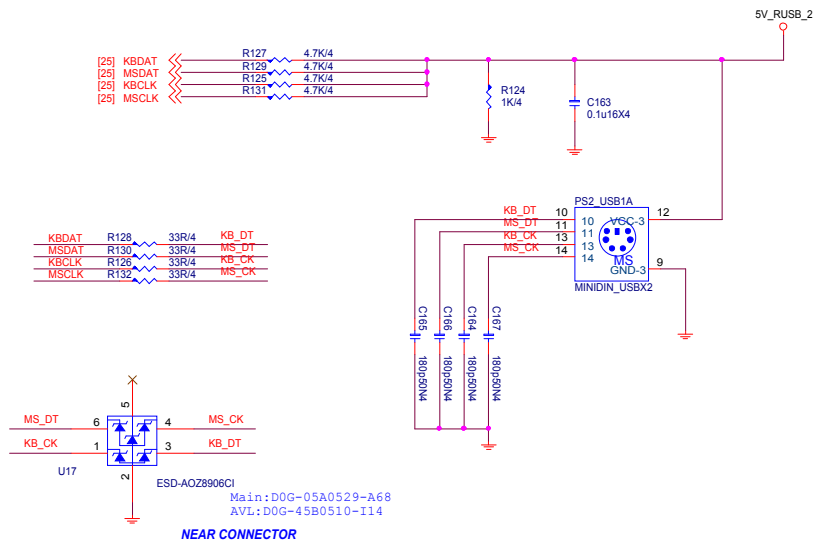 5V_RUSB_2
[25] KBDAT R127 4.7K/4
[25] MSDAT R129 4.7K/4
[25] KBCLK R125 4.7K/4
[25] MSCLK R131 4.7K/4
R124
1K/4
C163
0.1u16X4
PS2_USB1A
KB_DT 10 10 VCC-3 12
MS_DT 11 11
KB_CK 13 13
MS_CK 14 14 MS
GND-3 9
MINIDIN_USBX2
KBDAT R128 33R/4 KB_DT
MSDAT R130 33R/4 MS_DT
KBCLK R126 33R/4 KB_CK
MSCLK R132 33R/4 MS_CK
C165 180p50N4
C166 180p50N4
C164 180p50N4
C167 180p50N4
5
MS_DT 6 4 MS_CK
KB_CK 1 3 KB_DT
2
U17
ESD-AOZ8906CI
Main:D0G-05A0529-A68
AVL:D0G-45B0510-I14
NEAR CONNECTOR